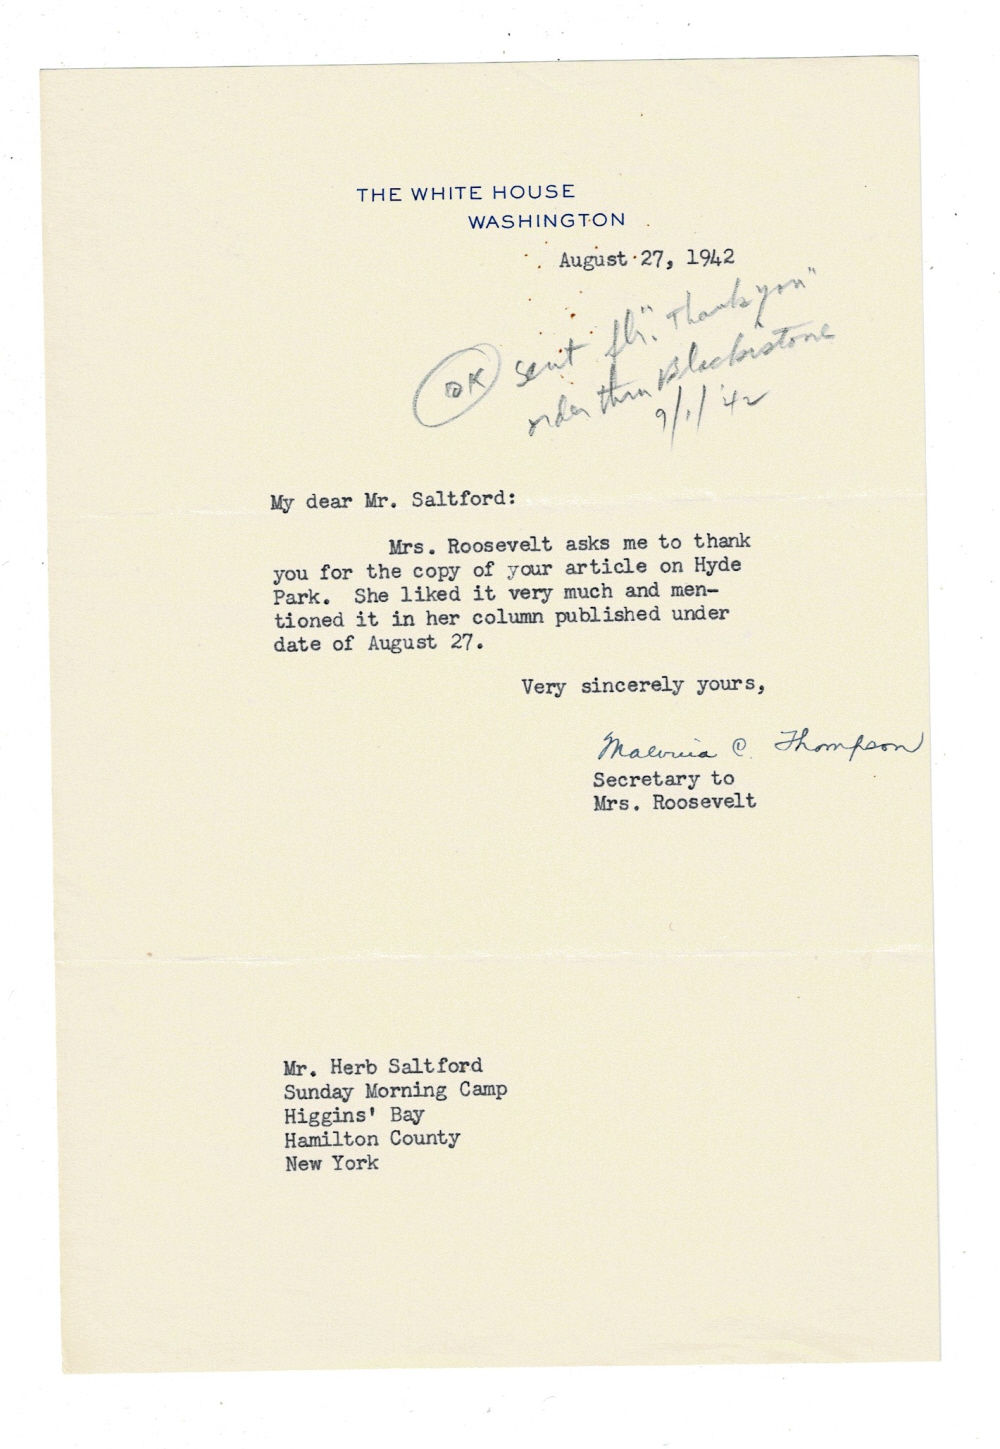 THE WHITE HOUSE
WASHINGTON
August 27, 1942
OK sent flr. "Thank you"
order thru Blackistone
9/1/42
My dear Mr. Saltford:
Mrs. Roosevelt asks me to thank
you for the copy of your article on Hyde
Park. She liked it very much and men-
tioned it in her column published under
date of August 27.
Very sincerely yours,
Malvina C. Thompson
Secretary to
Mrs. Roosevelt
Mr. Herb Saltford
Sunday Morning Camp
Higgins' Bay
Hamilton County
New York